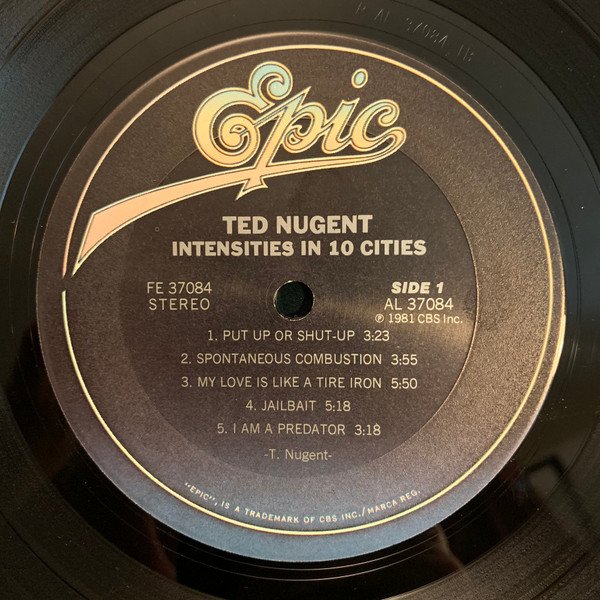 P AL 37084 1B
Epic
TED NUGENT
INTENSITIES IN 10 CITIES
FE 37084
STEREO
SIDE 1
AL 37084
℗ 1981 CBS Inc.
1. PUT UP OR SHUT-UP 3:23
2. SPONTANEOUS COMBUSTION 3:55
3. MY LOVE IS LIKE A TIRE IRON 5:50
4. JAILBAIT 5:18
5. I AM A PREDATOR 3:18
-T. Nugent-
"EPIC", IS A TRADEMARK OF CBS INC./MARCA REG.